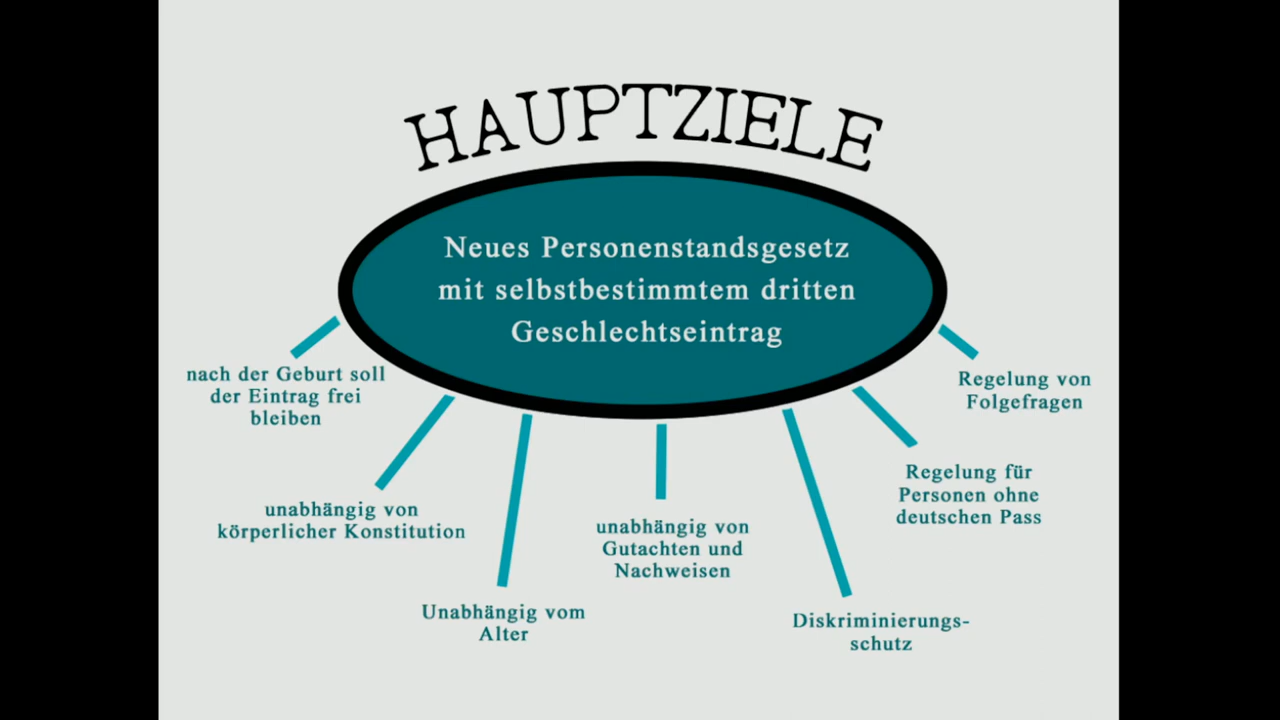 HAUPTZIELE
Neues Personenstandsgesetz
mit selbstbestimmtem dritten
Geschlechtseintrag
nach der Geburt soll
der Eintrag frei
bleiben
unabhängig von
körperlicher Konstitution
Unabhängig vom
Alter
unabhängig von
Gutachten und
Nachweisen
Diskriminierungs-
schutz
Regelung für
Personen ohne
deutschen Pass
Regelung von
Folgefragen